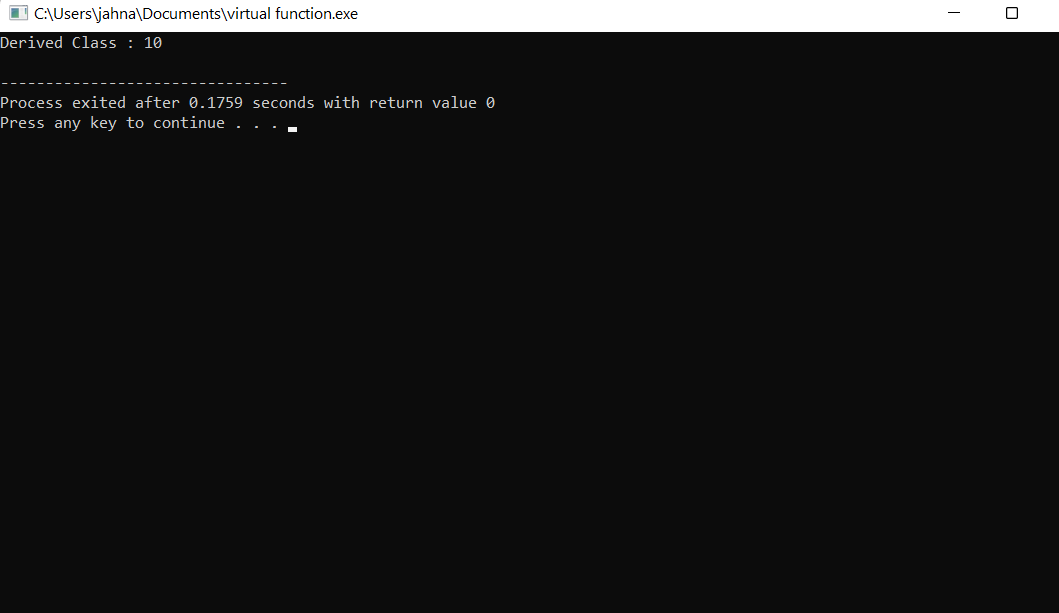 C:\Users\jahna\Documents\virtual function.exe
Derived Class : 10
--------------------------------
Process exited after 0.1759 seconds with return value 0
Press any key to continue . . .